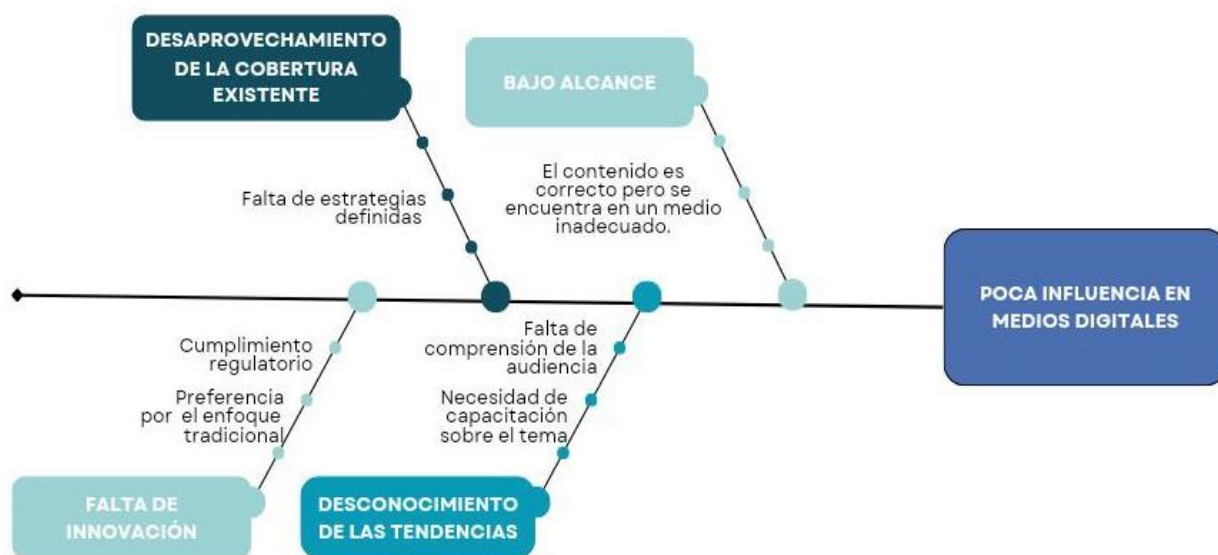 DESAPROVECHAMIENTO
DE LA COBERTURA
EXISTENTE
BAJO ALCANCE
Falta de estrategias
definidas
El contenido es
correcto pero se
encuentra en un medio
inadecuado.
POCA INFLUENCIA EN
MEDIOS DIGITALES
Cumplimiento
regulatorio
Preferencia
por el enfoque
tradicional
Falta de
comprensión de la
audiencia
Necesidad de
capacitación
sobre el tema
FALTA DE
INNOVACIÓN
DESCONOCIMIENTO
DE LAS TENDENCIAS